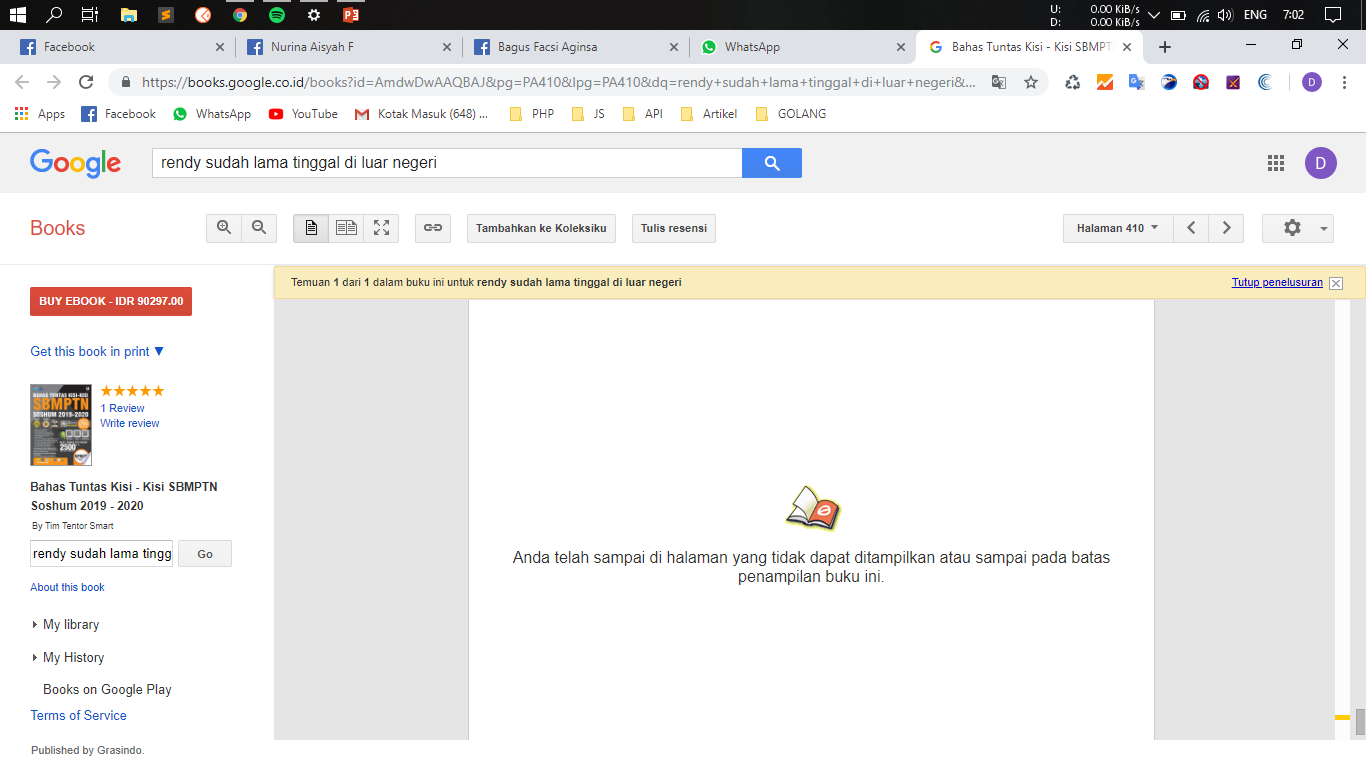 U: 0.00 KiB/s
D: 0.00 KiB/s
ENG 7:02
Facebook
Nurina Aisyah F
Bagus Facsi Aginsa
WhatsApp
Bahas Tuntas Kisi - Kisi SBMPT
https://books.google.co.id/books?id=AmdwDwAAQBAJ&pg=PA410&lpg=PA410&dq=rendy+sudah+lama+tinggal+di+luar+negeri&...
D
Apps
Facebook
WhatsApp
YouTube
Kotak Masuk (648) ...
PHP
JS
API
Artikel
GOLANG
Google
rendy sudah lama tinggal di luar negeri
D
Books
Tambahkan ke Koleksiku
Tulis resensi
Halaman 410
Temuan 1 dari 1 dalam buku ini untuk rendy sudah lama tinggal di luar negeri
Tutup penelusuran
BUY EBOOK - IDR 90297.00
Get this book in print ▼
BAHAS TUNTAS KISI-KISI
SBMPTN
SOSHUM 2019-2020
2500
1 Review
Write review
Bahas Tuntas Kisi - Kisi SBMPTN
Soshum 2019 - 2020
By Tim Tentor Smart
rendy sudah lama tingg
Go
About this book
My library
My History
Books on Google Play
Terms of Service
Published by Grasindo.
Anda telah sampai di halaman yang tidak dapat ditampilkan atau sampai pada batas
penampilan buku ini.